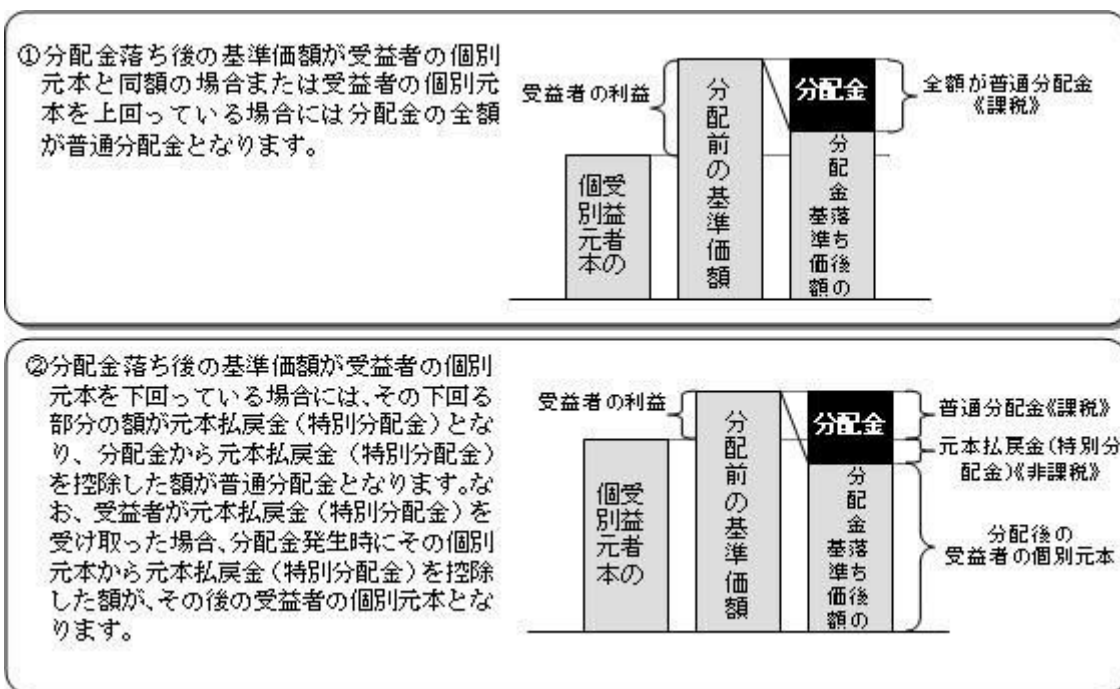 ①分配金落ち後の基準価額が受益者の個別
元本と同額の場合または受益者の個別元
本を上回っている場合には分配金の全額
が普通分配金となります。
受益者の利益
個別元本
受益者の
分配前の基準価額
分配金
分配金落ち後の
基準価額
全額が普通分配金
《課税》
②分配金落ち後の基準価額が受益者の個別
元本を下回っている場合には、その下回る
部分の額が元本払戻金(特別分配金)とな
り、分配金から元本払戻金(特別分配金)
を控除した額が普通分配金となります。な
お、受益者が元本払戻金(特別分配金)を
受け取った場合、分配金発生時にその個別
元本から元本払戻金(特別分配金)を控除
した額が、その後の受益者の個別元本とな
ります。
受益者の利益
受益者の
個別元本
分配前の基準価額
分配金
分配金落ち後の
基準価額
普通分配金《課税》
元本払戻金(特別分
配金)《非課税》
分配後の
受益者の個別元本